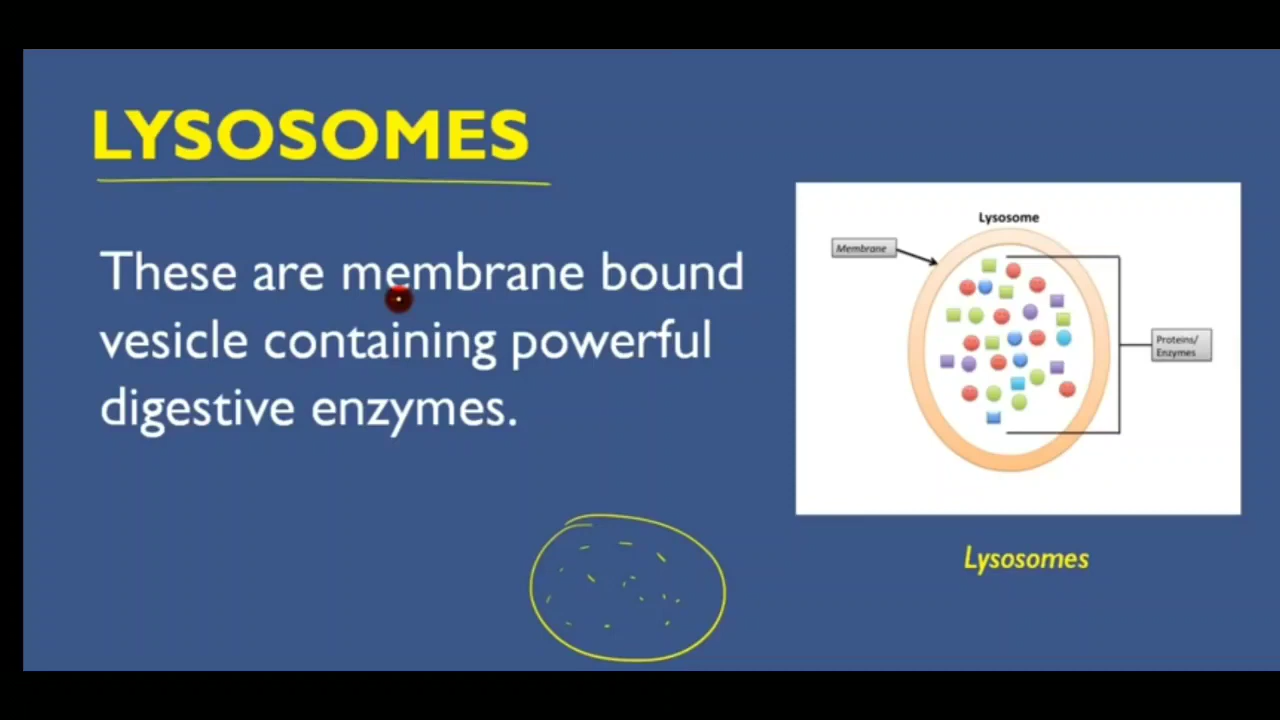 LYSOSOMES
These are membrane bound
vesicle containing powerful
digestive enzymes.
Lysosome
Membrane
Proteins/
Enzymes
Lysosomes